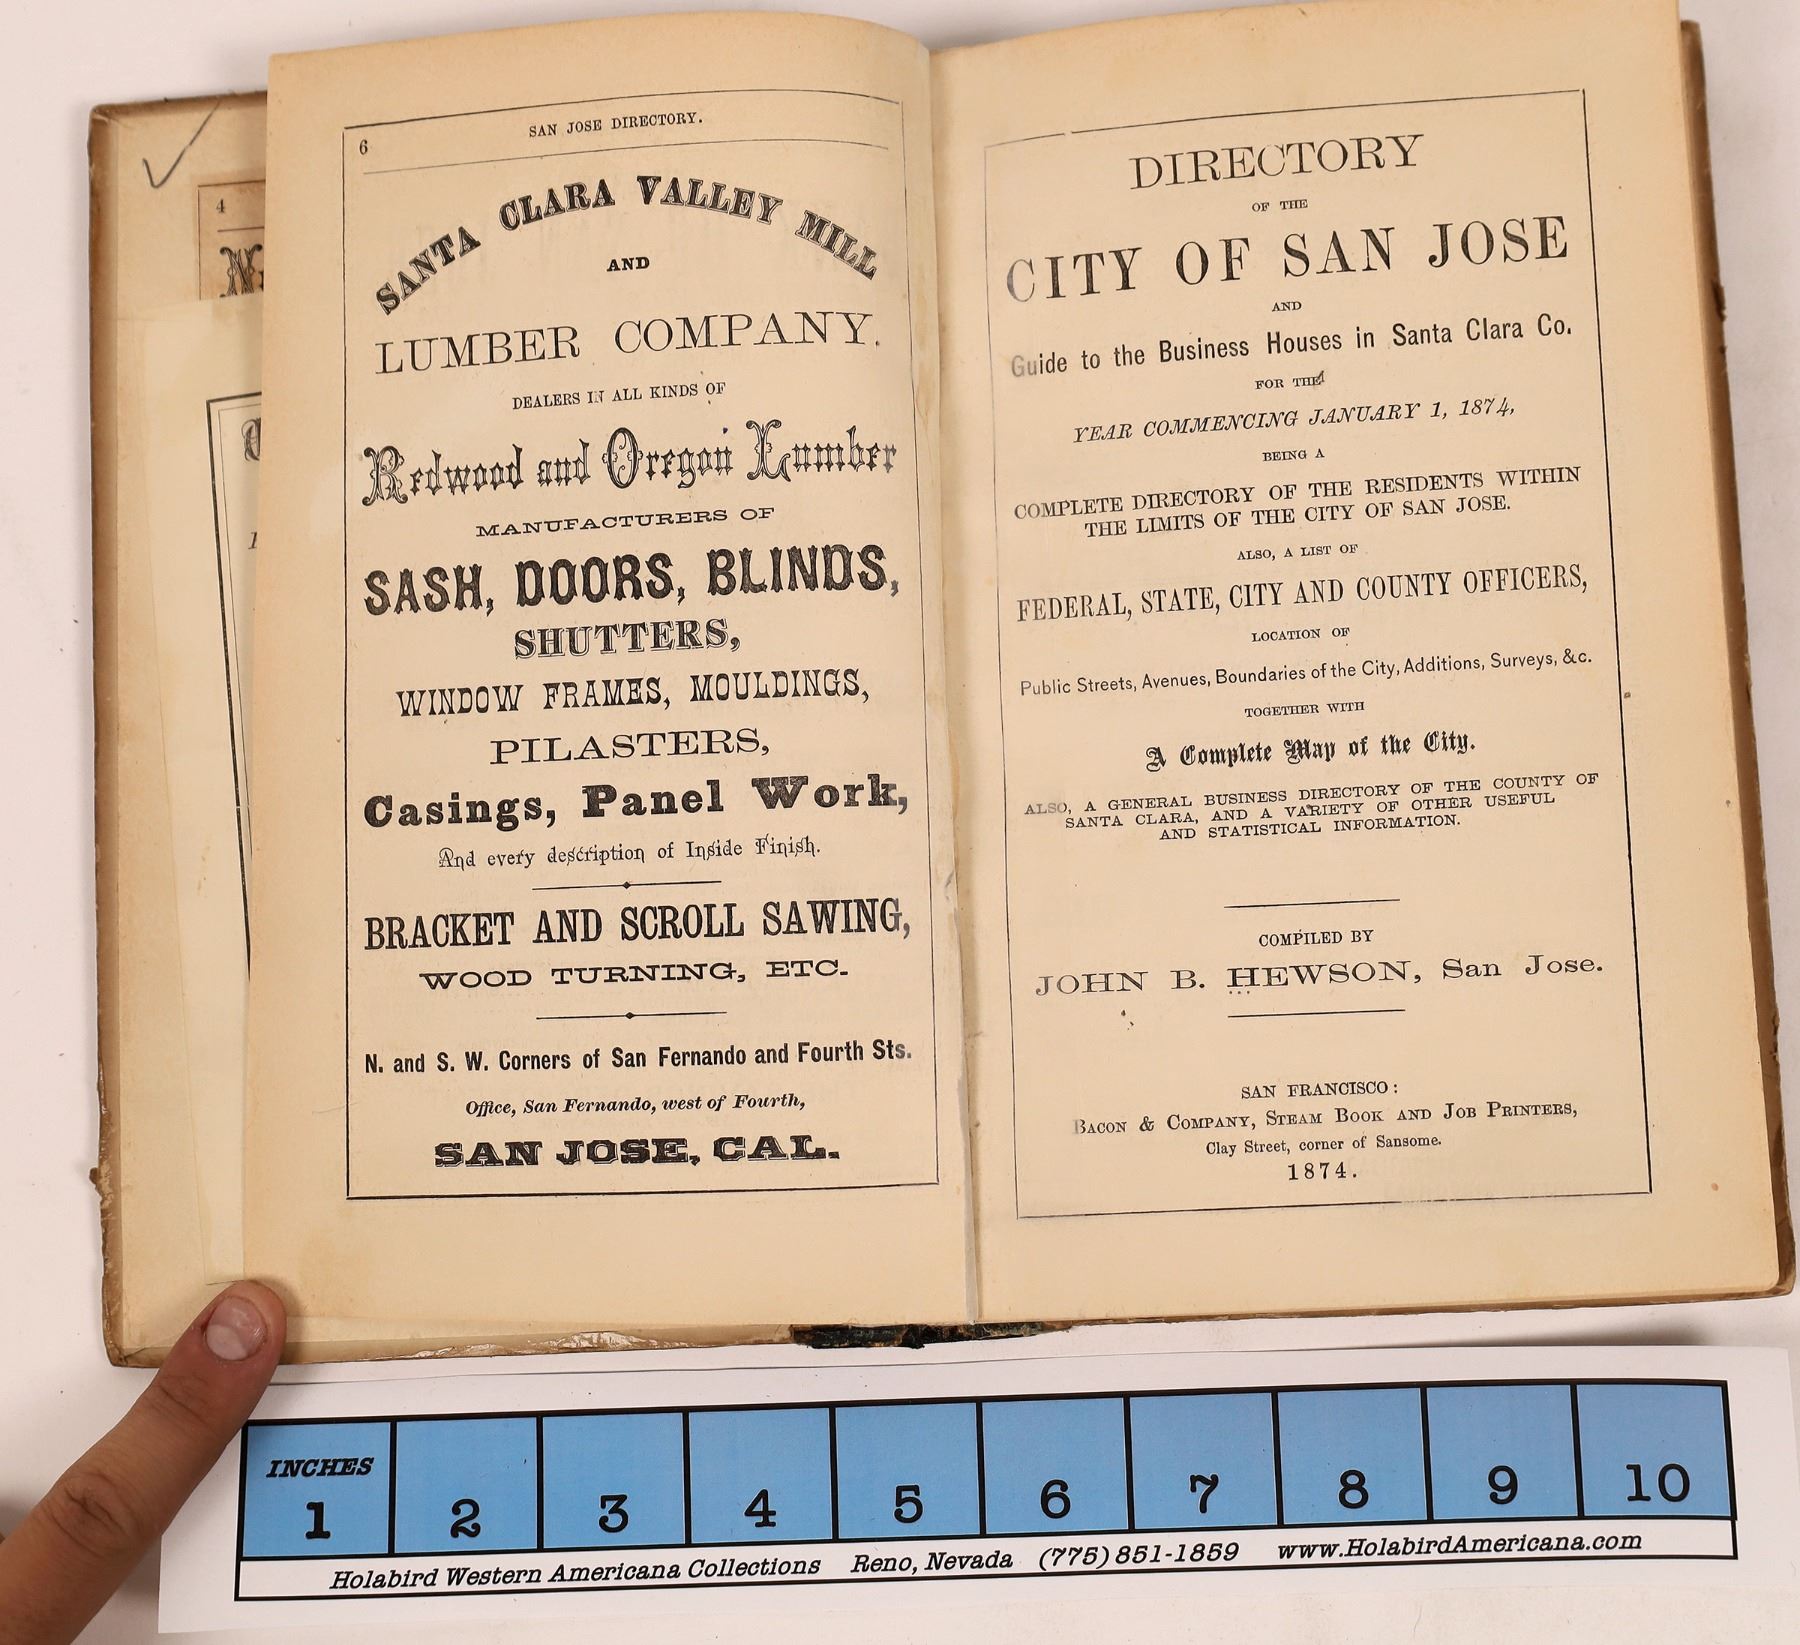 4
6
SAN JOSE DIRECTORY.
SANTA CLARA VALLEY MILL
AND
LUMBER COMPANY.
DEALERS IN ALL KINDS OF
Redwood and Oregon Lumber
MANUFACTURERS OF
SASH, DOORS, BLINDS,
SHUTTERS,
WINDOW FRAMES, MOULDINGS,
PILASTERS,
Casings, Panel Work,
And every description of Inside Finish.
BRACKET AND SCROLL SAWING,
WOOD TURNING, ETC.
N. and S. W. Corners of San Fernando and Fourth Sts.
Office, San Fernando, west of Fourth,
SAN JOSE, CAL.
DIRECTORY
OF THE
CITY OF SAN JOSE
AND
Guide to the Business Houses in Santa Clara Co.
FOR THE
YEAR COMMENCING JANUARY 1, 1874,
BEING A
COMPLETE DIRECTORY OF THE RESIDENTS WITHIN
THE LIMITS OF THE CITY OF SAN JOSE.
ALSO, A LIST OF
FEDERAL, STATE, CITY AND COUNTY OFFICERS,
LOCATION OF
Public Streets, Avenues, Boundaries of the City, Additions, Surveys, &c.
TOGETHER WITH
A Complete Map of the City.
ALSO, A GENERAL BUSINESS DIRECTORY OF THE COUNTY OF
SANTA CLARA, AND A VARIETY OF OTHER USEFUL
AND STATISTICAL INFORMATION.
COMPILED BY
JOHN B. HEWSON, San Jose.
SAN FRANCISCO:
BACON & COMPANY, STEAM BOOK AND JOB PRINTERS,
Clay Street, corner of Sansome.
1874.
INCHES
1 2 3 4 5 6 7 8 9 10
Holabird Western Americana Collections Reno, Nevada (775) 851-1859 www.HolabirdAmericana.com